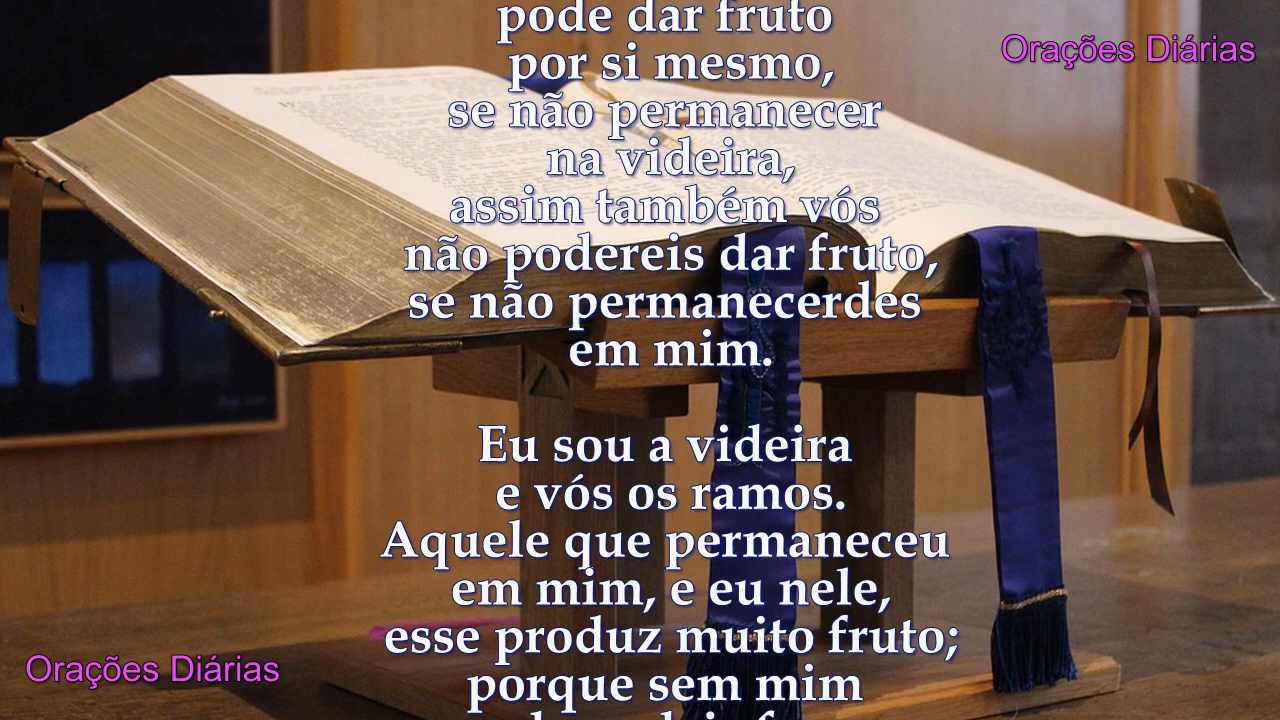 pode dar fruto
Orações Diárias
por si mesmo,
se não permanecer
na videira,
assim também vós
não podereis dar fruto,
se não permanecerdes
em mim.
Eu sou a videira
e vós os ramos.
Aquele que permaneceu
em mim, e eu nele,
esse produz muito fruto;
Orações Diárias
porque sem mim